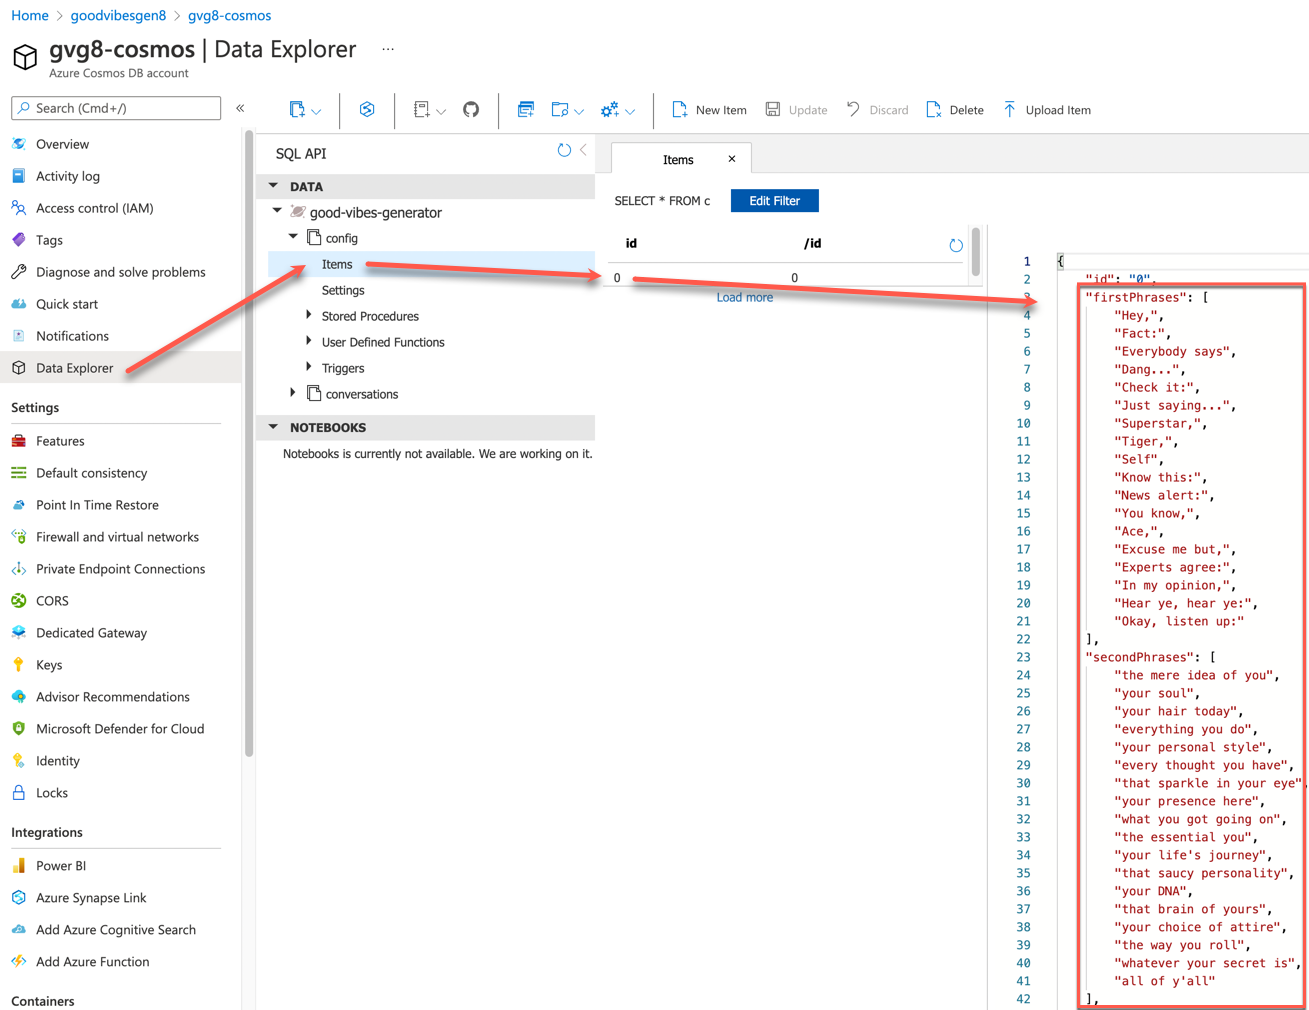 Home > goodvibesgen8 > gvg8-cosmos
gvg8-cosmos | Data Explorer ...
Azure Cosmos DB account
Search (Cmd+/)
«
Overview
Activity log
Access control (IAM)
Tags
Diagnose and solve problems
Quick start
Notifications
Data Explorer
Settings
Features
Default consistency
Point In Time Restore
Firewall and virtual networks
Private Endpoint Connections
CORS
Dedicated Gateway
Keys
Advisor Recommendations
Microsoft Defender for Cloud
Identity
Locks
Integrations
Power BI
Azure Synapse Link
Add Azure Cognitive Search
Add Azure Function
Containers
New Item
Update
Discard
Delete
Upload Item
SQL API
DATA
good-vibes-generator
config
Items
Settings
Stored Procedures
User Defined Functions
Triggers
conversations
NOTEBOOKS
Notebooks is currently not available. We are working on it.
Items
SELECT * FROM c
Edit Filter
id /id
0 0
Load more
1 {
2 "id": "0",
3 "firstPhrases": [
4 "Hey,",
5 "Fact:",
6 "Everybody says",
7 "Dang...",
8 "Check it:",
9 "Just saying...",
10 "Superstar,",
11 "Tiger,",
12 "Self",
13 "Know this:",
14 "News alert:",
15 "You know,",
16 "Ace,",
17 "Excuse me but,",
18 "Experts agree:",
19 "In my opinion,",
20 "Hear ye, hear ye:",
21 "Okay, listen up:"
22 ],
23 "secondPhrases": [
24 "the mere idea of you",
25 "your soul",
26 "your hair today",
27 "everything you do",
28 "your personal style",
29 "every thought you have",
30 "that sparkle in your eye",
31 "your presence here",
32 "what you got going on",
33 "the essential you",
34 "your life's journey",
35 "that saucy personality",
36 "your DNA",
37 "that brain of yours",
38 "your choice of attire",
39 "the way you roll",
40 "whatever your secret is",
41 "all of y'all"
42 ],